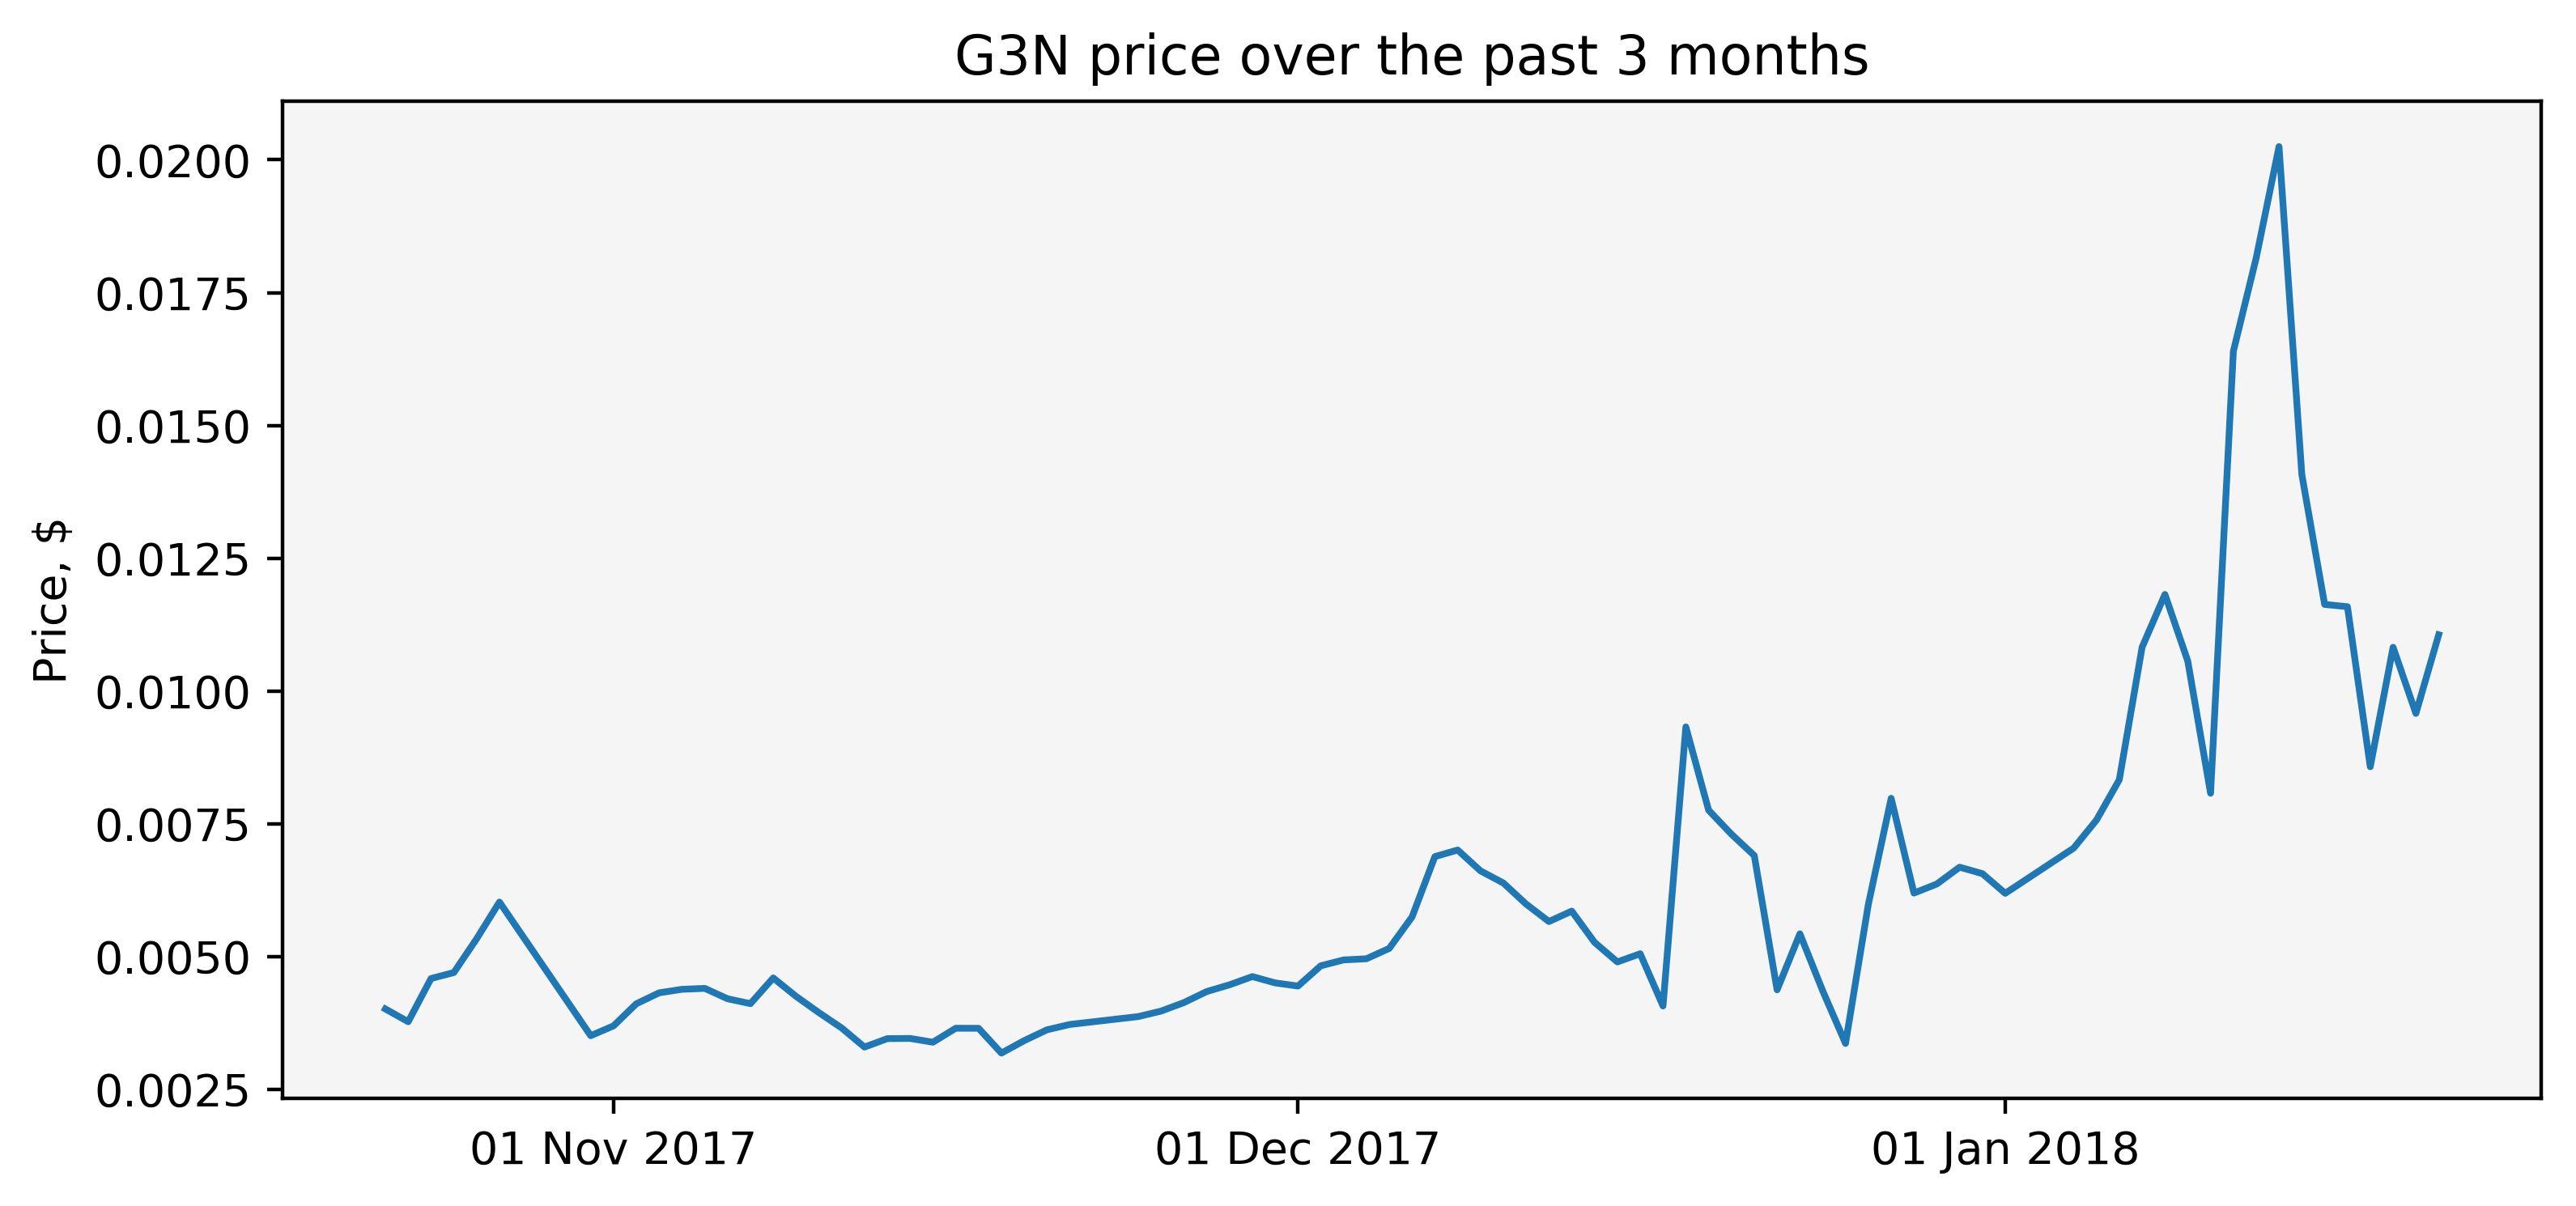 G3N price over the past 3 months
Price, $
0.0200
0.0175
0.0150
0.0125
0.0100
0.0075
0.0050
0.0025
01 Nov 2017
01 Dec 2017
01 Jan 2018